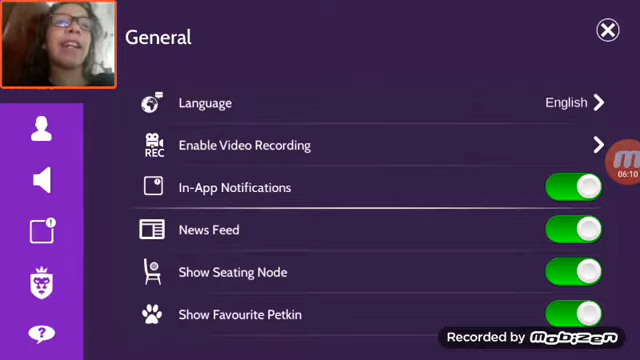 General
Language
English
Enable Video Recording
REC
In-App Notifications
News Feed
Show Seating Node
Show Favourite Petkin
06:10
Recorded by mobizen